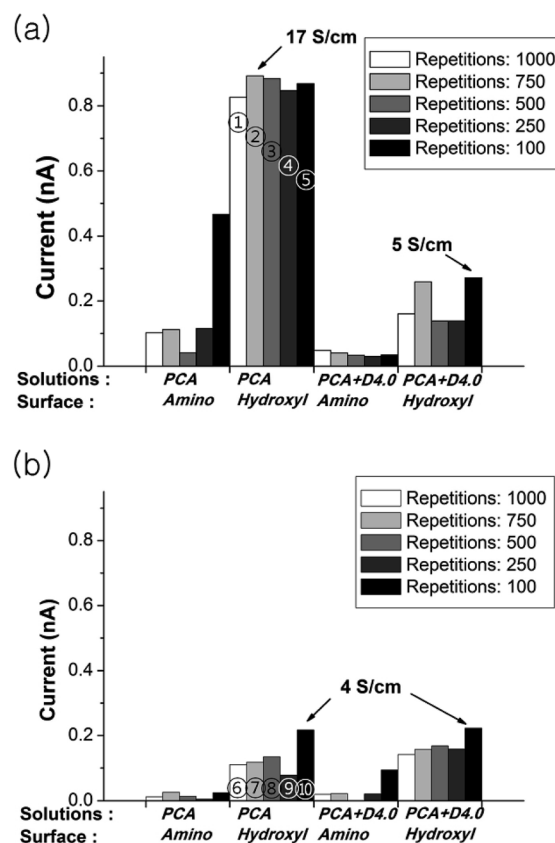 (a)
17 S/cm
Repetitions: 1000
Repetitions: 750
Repetitions: 500
Repetitions: 250
Repetitions: 100
0.8
0.6
0.4
0.2
0.0
Current (nA)
①
②
③
④
⑤
5 S/cm
Solutions : PCA PCA PCA+D4.0 PCA+D4.0
Surface : Amino Hydroxyl Amino Hydroxyl
(b)
Repetitions: 1000
Repetitions: 750
Repetitions: 500
Repetitions: 250
Repetitions: 100
0.8
0.6
0.4
0.2
0.0
Current (nA)
4 S/cm
⑥ ⑦ ⑧ ⑨ ⑩
Solutions : PCA PCA PCA+D4.0 PCA+D4.0
Surface : Amino Hydroxyl Amino Hydroxyl